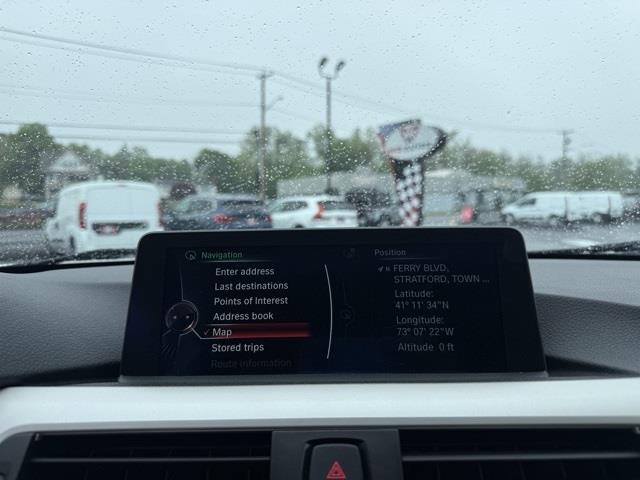 Navigation
Enter address
Last destinations
Points of Interest
Address book
✓ Map
Stored trips
Route information
Position
N FERRY BLVD,
STRATFORD, TOWN ...
Latitude:
41° 11' 34"N
Longitude:
73° 07' 22"W
Altitude 0 ft